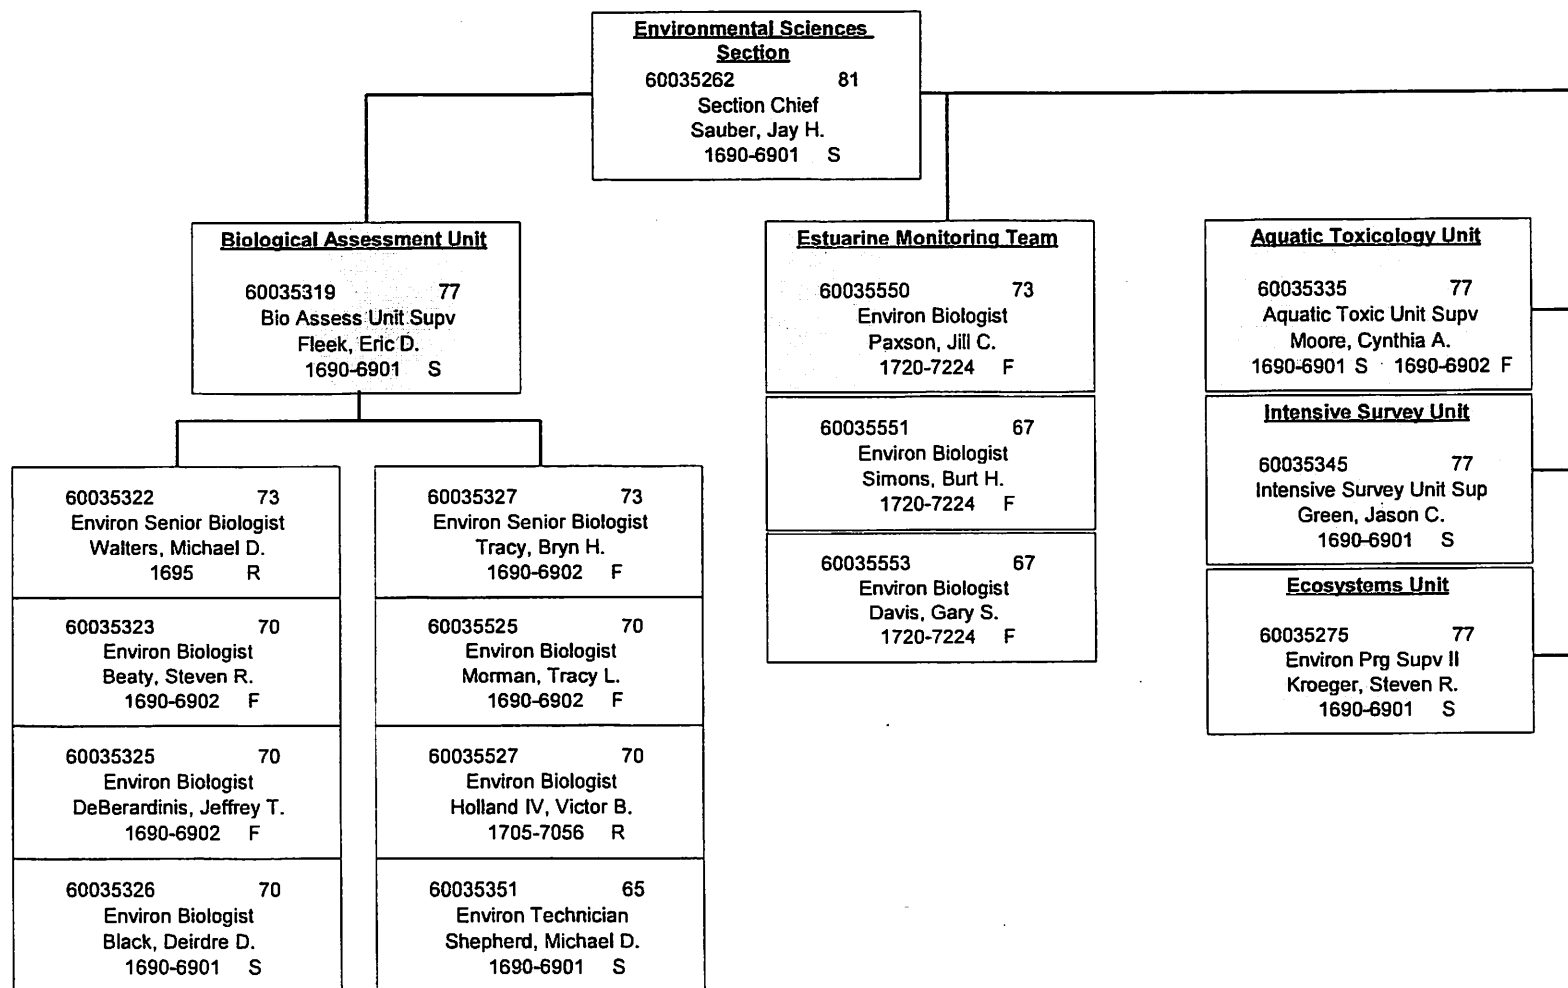 Environmental Sciences
Section
60035262 81
Section Chief
Sauber, Jay H.
1690-6901 S
Biological Assessment Unit
60035319 77
Bio Assess Unit Supv
Fleek, Eric D.
1690-6901 S
60035322 73
Environ Senior Biologist
Walters, Michael D.
1695 R
60035323 70
Environ Biologist
Beaty, Steven R.
1690-6902 F
60035325 70
Environ Biologist
DeBerardinis, Jeffrey T.
1690-6902 F
60035326 70
Environ Biologist
Black, Deirdre D.
1690-6901 S
60035327 73
Environ Senior Biologist
Tracy, Bryn H.
1690-6902 F
60035525 70
Environ Biologist
Morman, Tracy L.
1690-6902 F
60035527 70
Environ Biologist
Holland IV, Victor B.
1705-7056 R
60035351 65
Environ Technician
Shepherd, Michael D.
1690-6901 S
Estuarine Monitoring Team
60035550 73
Environ Biologist
Paxson, Jill C.
1720-7224 F
60035551 67
Environ Biologist
Simons, Burt H.
1720-7224 F
60035553 67
Environ Biologist
Davis, Gary S.
1720-7224 F
Aquatic Toxicology Unit
60035335 77
Aquatic Toxic Unit Supv
Moore, Cynthia A.
1690-6901 S 1690-6902 F
Intensive Survey Unit
60035345 77
Intensive Survey Unit Sup
Green, Jason C.
1690-6901 S
Ecosystems Unit
60035275 77
Environ Prg Supv II
Kroeger, Steven R.
1690-6901 S